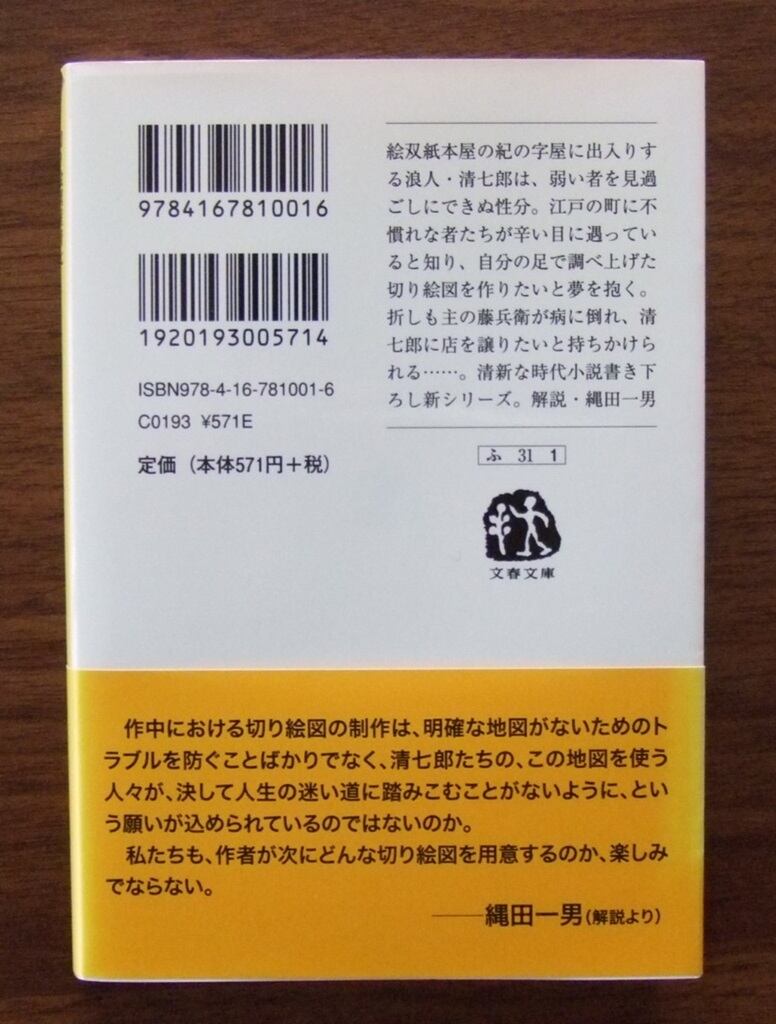 9784167810016
1920193005714
ISBN978-4-16-781001-6
C0193 ¥571E
定価（本体571円＋税）
絵双紙本屋の紀の字屋に出入りす
る浪人・清七郎は、弱い者を見過
ごしにできぬ性分。江戸の町に不
慣れな者たちが辛い目に遇ってい
ると知り、自分の足で調べ上げた
切り絵図を作りたいと夢を抱く。
折しも主の藤兵衛が病に倒れ、清
七郎に店を譲りたいと持ちかけら
れる……。清新な時代小説書き下
ろし新シリーズ。解説・縄田一男
ふ 31 1
文春文庫
作中における切り絵図の制作は、明確な地図がないためのト
ラブルを防ぐことばかりでなく、清七郎たちの、この地図を使う
人々が、決して人生の迷い道に踏みこむことがないように、とい
う願いが込められているのではないのか。
私たちも、作者が次にどんな切り絵図を用意するのか、楽しみ
でならない。
――縄田一男（解説より）